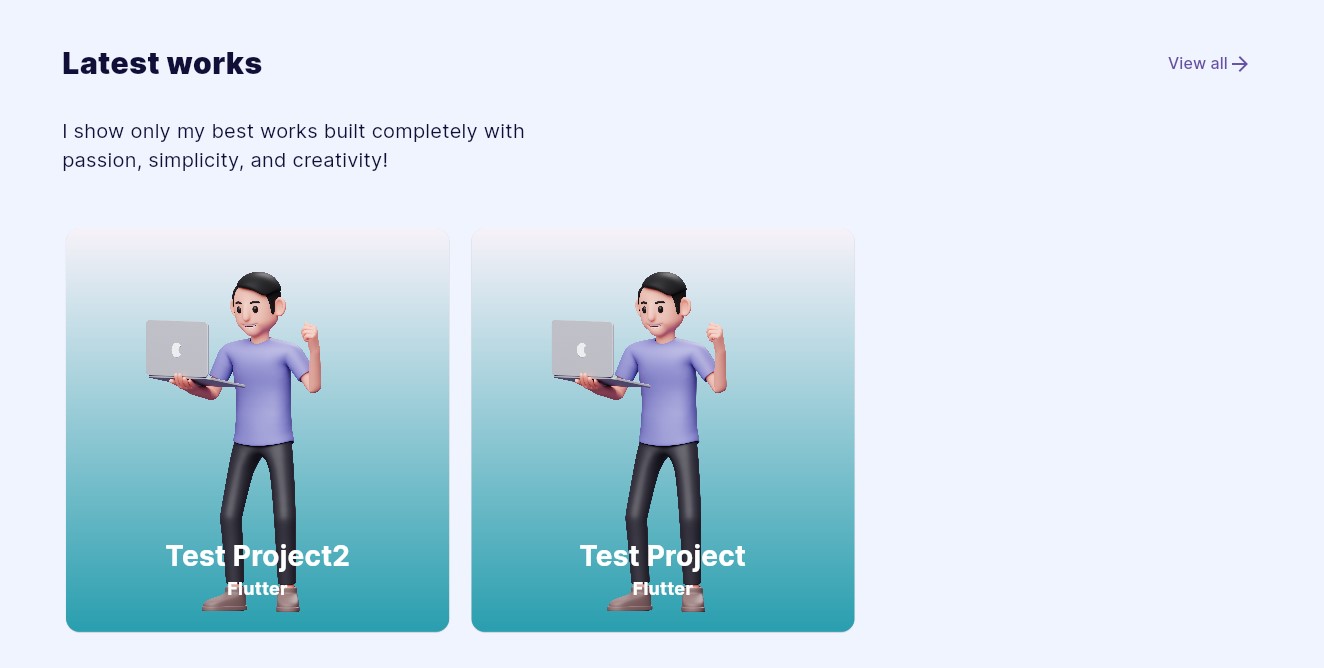 Latest works
View all
I show only my best works built completely with
passion, simplicity, and creativity!
Test Project2
Flutter
Test Project
Flutter